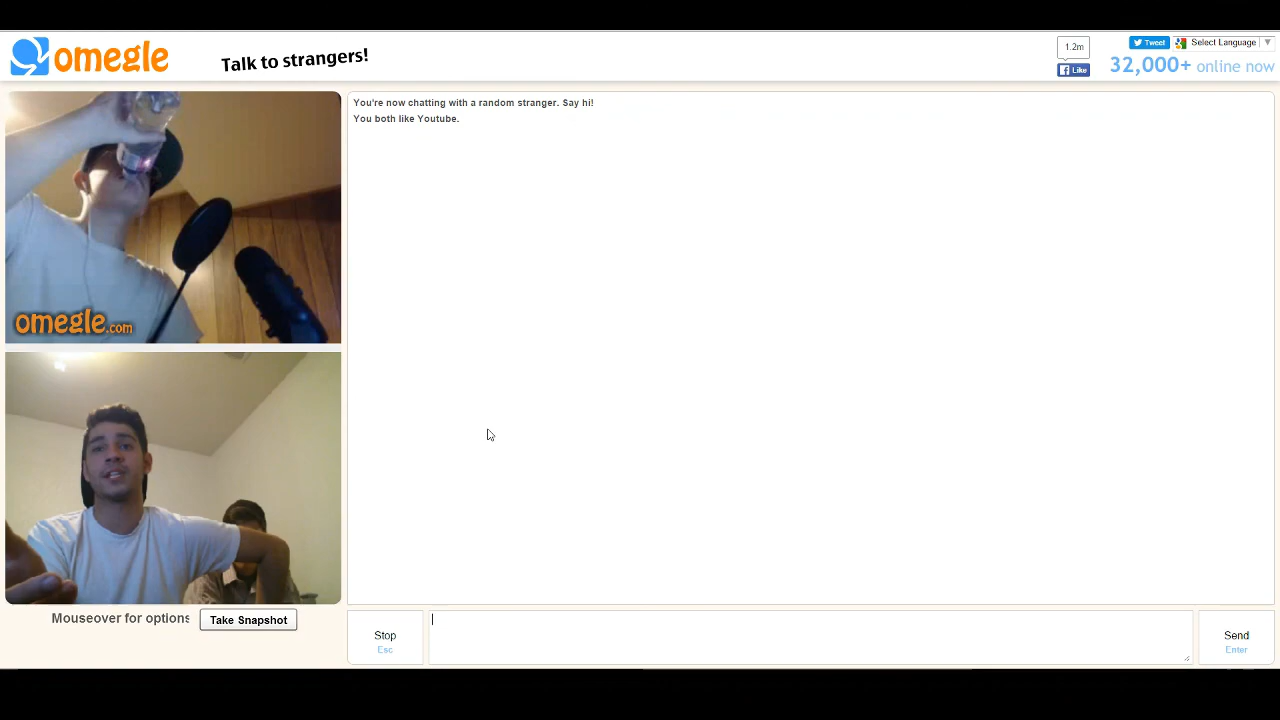 omegle
Talk to strangers!
1.2m
Like
Tweet
Select Language
32,000+ online now
You're now chatting with a random stranger. Say hi!
You both like Youtube.
omegle.com
Mouseover for options
Take Snapshot
Stop
Esc
Send
Enter